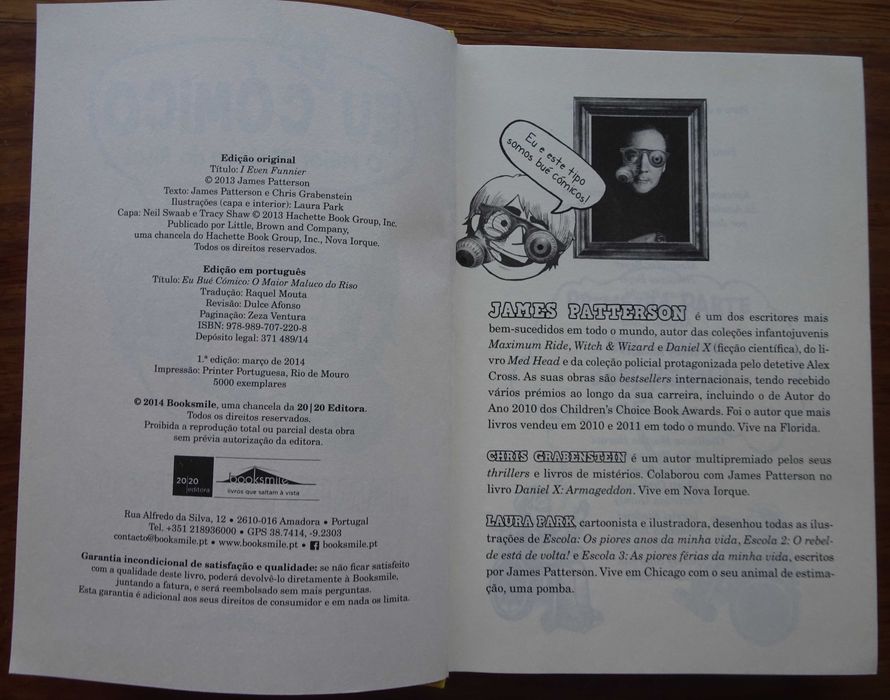 Edição original
Título: I Even Funnier
© 2013 James Patterson
Texto: James Patterson e Chris Grabenstein
Ilustrações (capa e interior): Laura Park
Capa: Neil Swaab e Tracy Shaw © 2013 Hachette Book Group, Inc.
Publicado por Little, Brown and Company,
uma chancela do Hachette Book Group, Inc., Nova Iorque.
Todos os direitos reservados.
Edição em português
Título: Eu Bué Cómico: O Maior Maluco do Riso
Tradução: Raquel Mouta
Revisão: Dulce Afonso
Paginação: Zeza Ventura
ISBN: 978-989-707-220-8
Depósito legal: 371 489/14
1.ª edição: março de 2014
Impressão: Printer Portuguesa, Rio de Mouro
5000 exemplares
© 2014 Booksmile, uma chancela da 20|20 Editora.
Todos os direitos reservados.
Proibida a reprodução total ou parcial desta obra
sem prévia autorização da editora.
20|20
editora
booksmile
livros que saltam à vista
Rua Alfredo da Silva, 12 • 2610-016 Amadora • Portugal
Tel. +351 218936000 • GPS 38.7414, -9.2303
contacto@booksmile.pt • www.booksmile.pt • f booksmile.pt
Garantia incondicional de satisfação e qualidade: se não ficar satisfeito
com a qualidade deste livro, poderá devolvê-lo diretamente à Booksmile,
juntando a fatura, e será reembolsado sem mais perguntas.
Esta garantia é adicional aos seus direitos de consumidor e em nada os limita.
Eu e este tipo
somos bué cómicos!
JAMES PATTERSON é um dos escritores mais
bem-sucedidos em todo o mundo, autor das coleções infantojuvenis
Maximum Ride, Witch & Wizard e Daniel X (ficção científica), do li-
vro Med Head e da coleção policial protagonizada pelo detetive Alex
Cross. As suas obras são bestsellers internacionais, tendo recebido
vários prémios ao longo da sua carreira, incluindo o de Autor do
Ano 2010 dos Children's Choice Book Awards. Foi o autor que mais
livros vendeu em 2010 e 2011 em todo o mundo. Vive na Florida.
CHRIS GRABENSTEIN é um autor multipremiado pelos seus
thrillers e livros de mistérios. Colaborou com James Patterson no
livro Daniel X: Armageddon. Vive em Nova Iorque.
LAURA PARK, cartoonista e ilustradora, desenhou todas as ilus-
trações de Escola: Os piores anos da minha vida, Escola 2: O rebel-
de está de volta! e Escola 3: As piores férias da minha vida, escritos
por James Patterson. Vive em Chicago com o seu animal de estima-
ção, uma pomba.